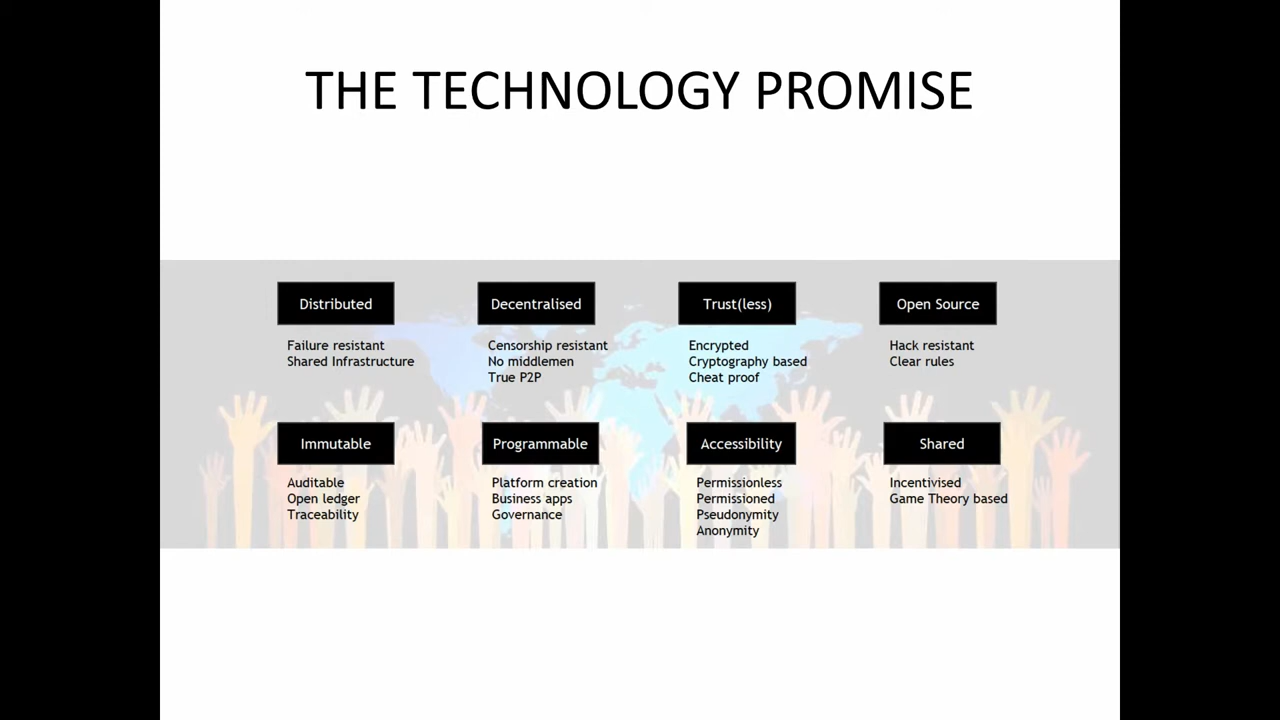 THE TECHNOLOGY PROMISE
Distributed
Failure resistant
Shared Infrastructure
Decentralised
Censorship resistant
No middlemen
True P2P
Trust(less)
Encrypted
Cryptography based
Cheat proof
Open Source
Hack resistant
Clear rules
Immutable
Auditable
Open ledger
Traceability
Programmable
Platform creation
Business apps
Governance
Accessibility
Permissionless
Permissioned
Pseudonymity
Anonymity
Shared
Incentivised
Game Theory based